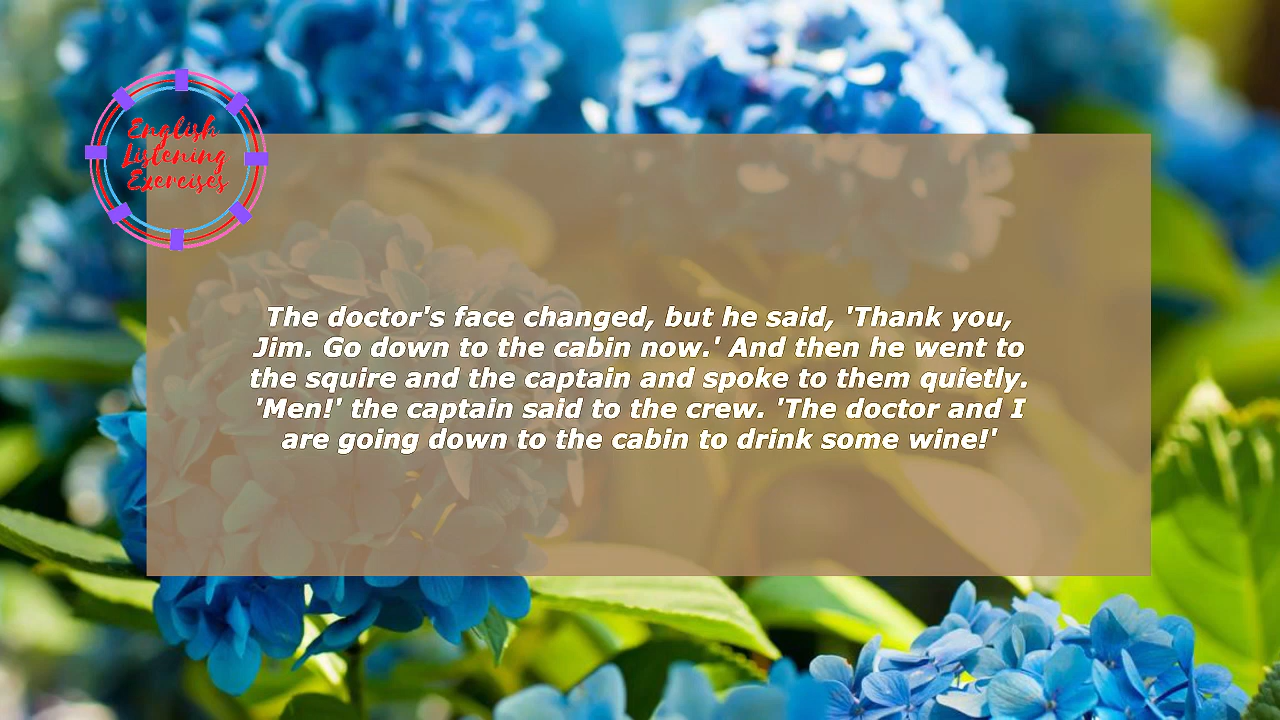 English
Listening
Exercises
The doctor's face changed, but he said, 'Thank you,
Jim. Go down to the cabin now.' And then he went to
the squire and the captain and spoke to them quietly.
'Men!' the captain said to the crew. 'The doctor and I
are going down to the cabin to drink some wine!'